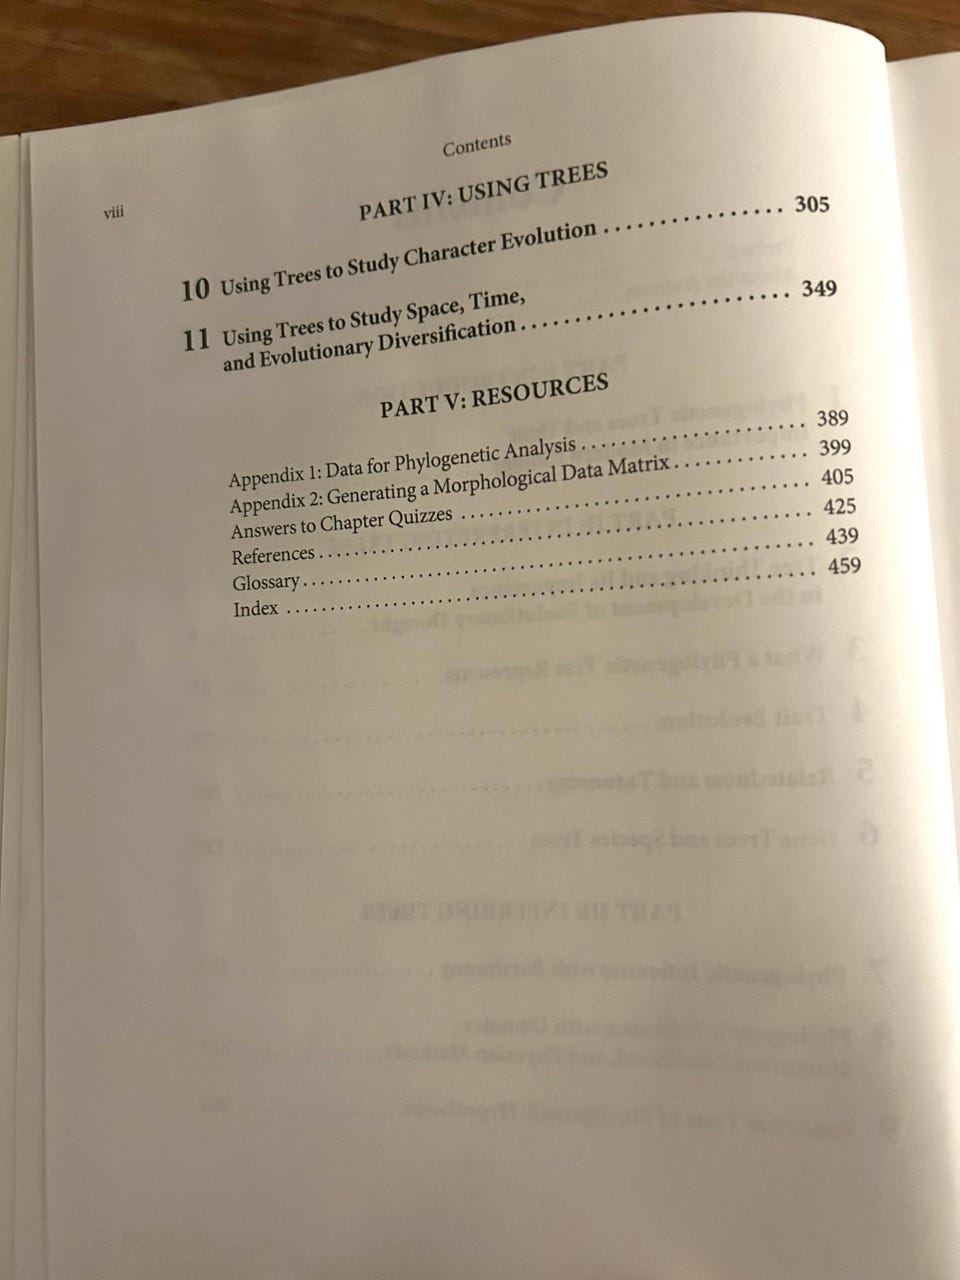 Contents
viii
PART IV: USING TREES
10 Using Trees to Study Character Evolution . . . . . . . . . . . . . . . . 305
11 Using Trees to Study Space, Time,
and Evolutionary Diversification . . . . . . . . . . . . . . . . . . . . . . . . 349
PART V: RESOURCES
Appendix 1: Data for Phylogenetic Analysis . . . . . . . . . . . . . . . . . . . . . 389
Appendix 2: Generating a Morphological Data Matrix . . . . . . . . . . . . 399
Answers to Chapter Quizzes . . . . . . . . . . . . . . . . . . . . . . . . . . . . . . . . 405
References . . . . . . . . . . . . . . . . . . . . . . . . . . . . . . . . . . . . . . . . . . . . . 425
Glossary . . . . . . . . . . . . . . . . . . . . . . . . . . . . . . . . . . . . . . . . . . . . . . . 439
Index . . . . . . . . . . . . . . . . . . . . . . . . . . . . . . . . . . . . . . . . . . . . . . . . . 459